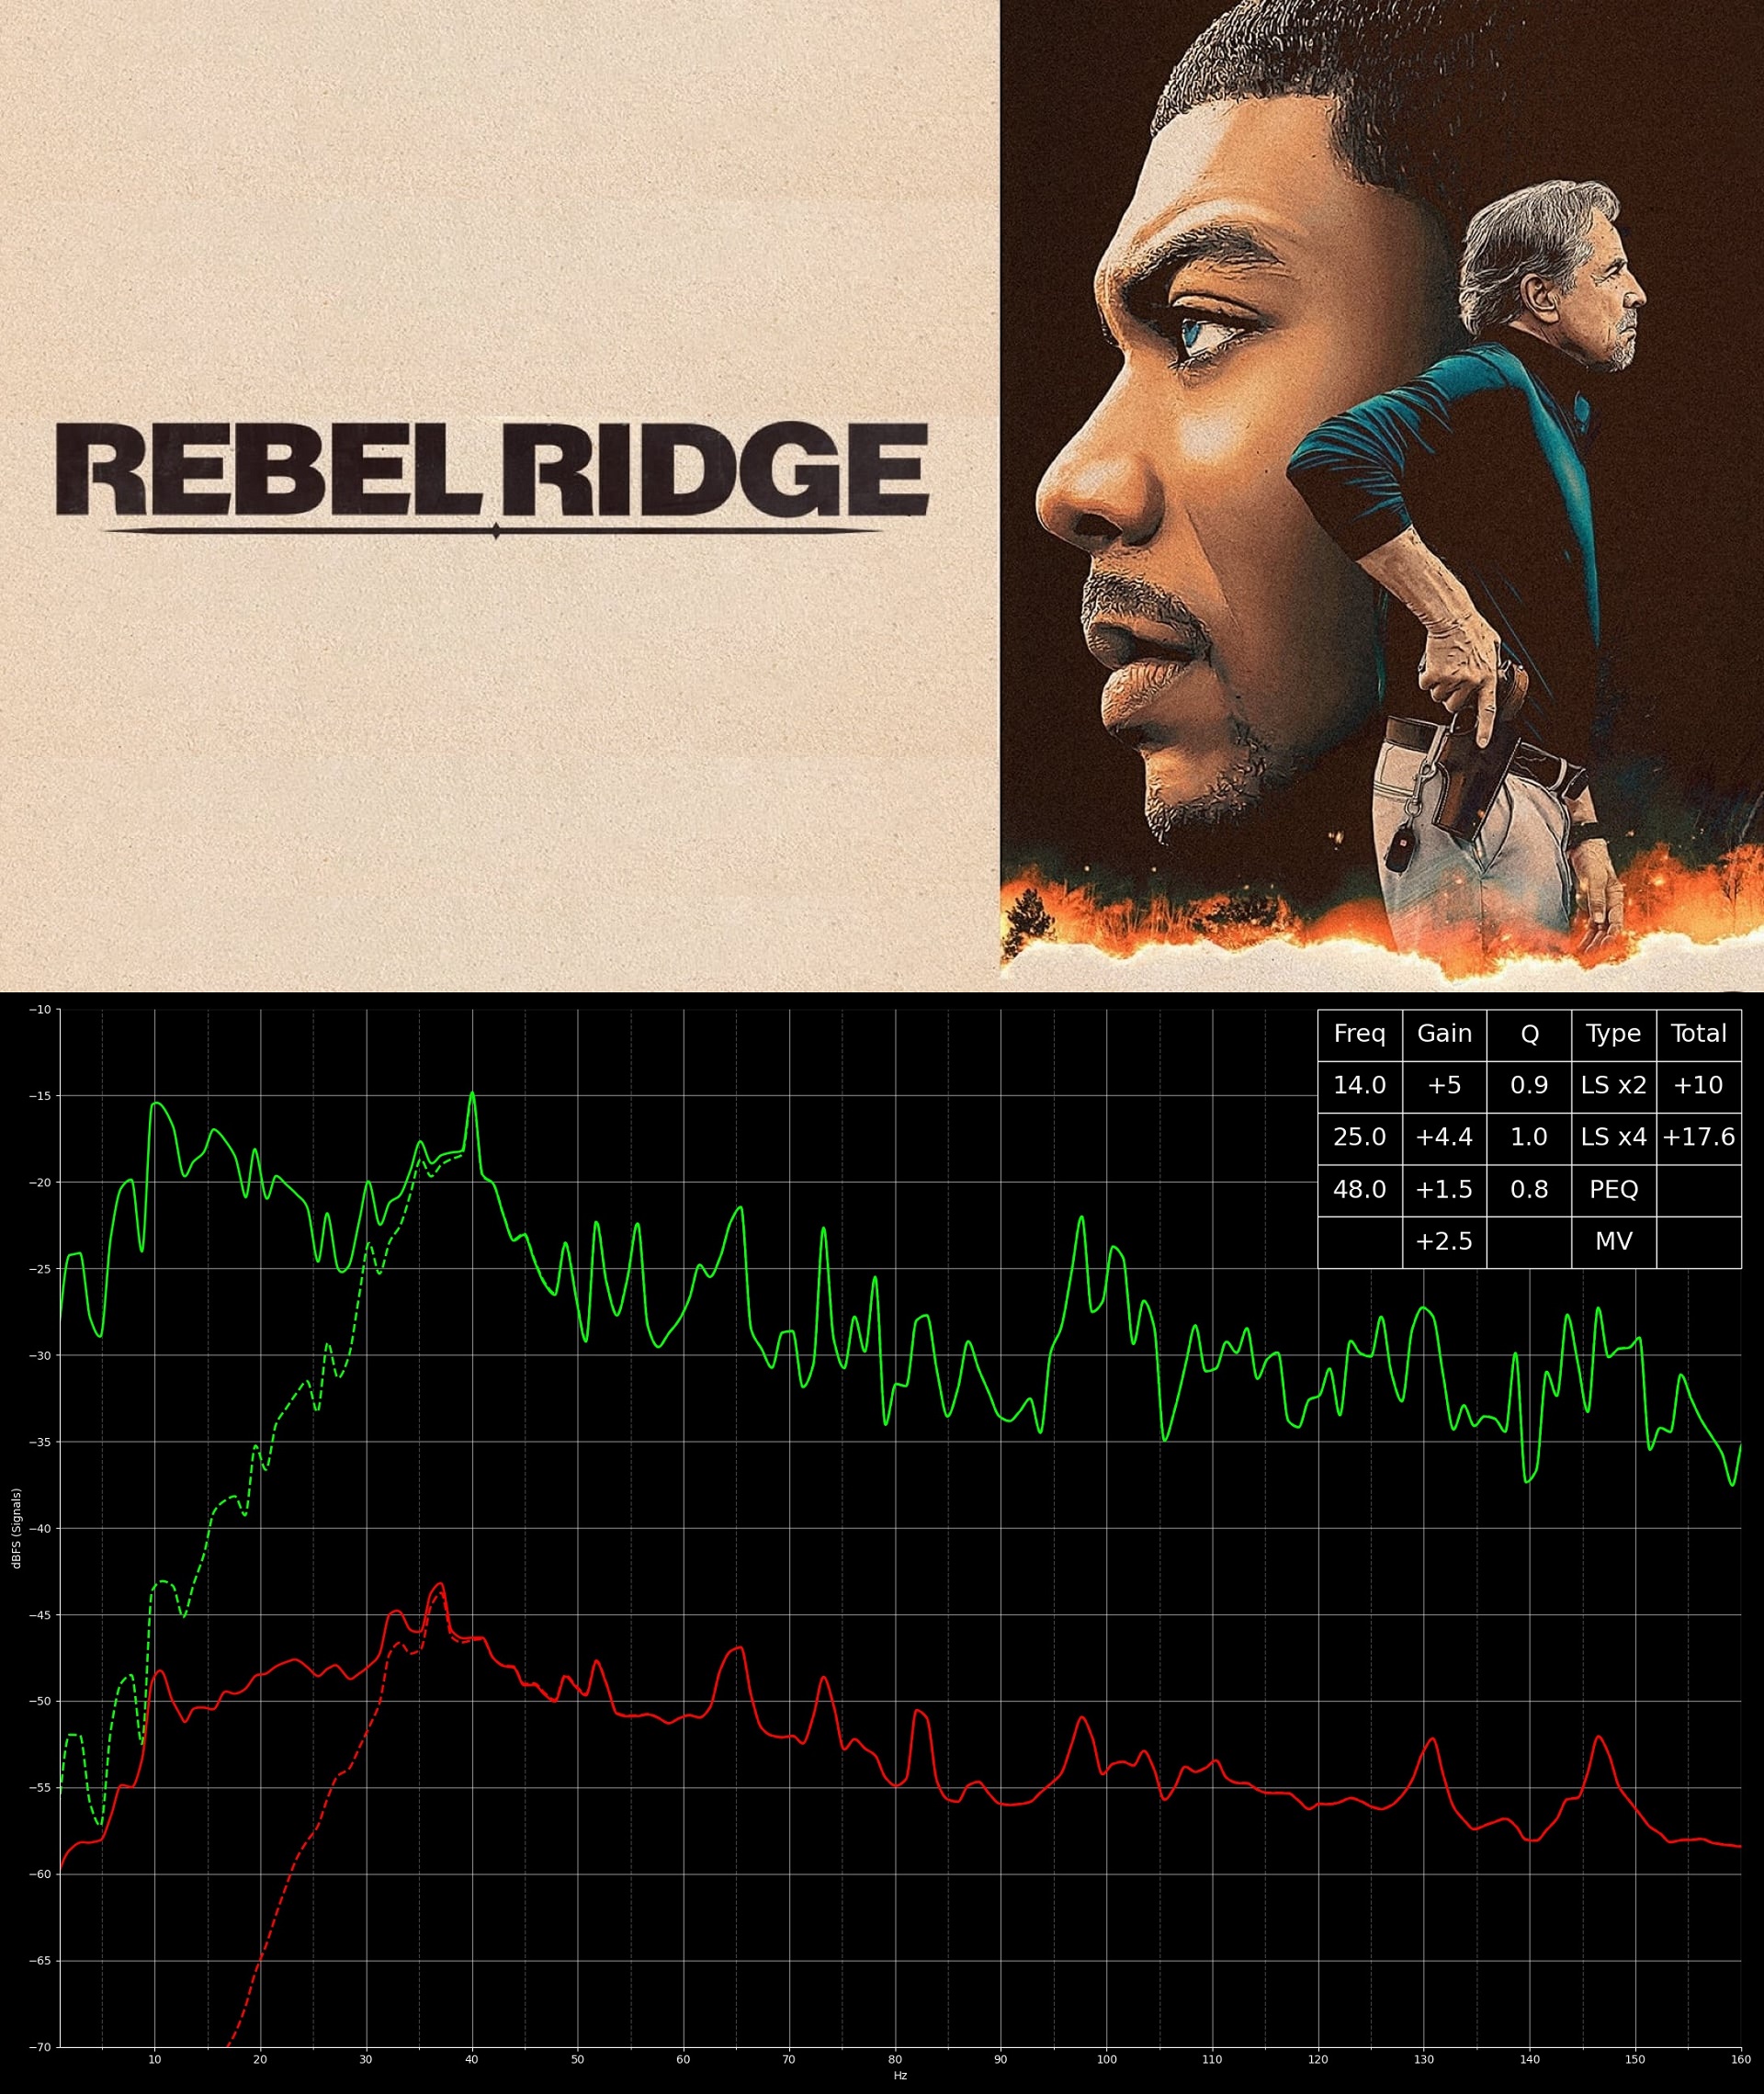 REBEL RIDGE
Freq Gain Q Type Total
14.0 +5 0.9 LS x2 +10
25.0 +4.4 1.0 LS x4 +17.6
48.0 +1.5 0.8 PEQ
+2.5 MV
−10
−15
−20
−25
−30
−35
−40
−45
−50
−55
−60
−65
−70
dBFS (Signals)
10 20 30 40 50 60 70 80 90 100 110 120 130 140 150 160
Hz